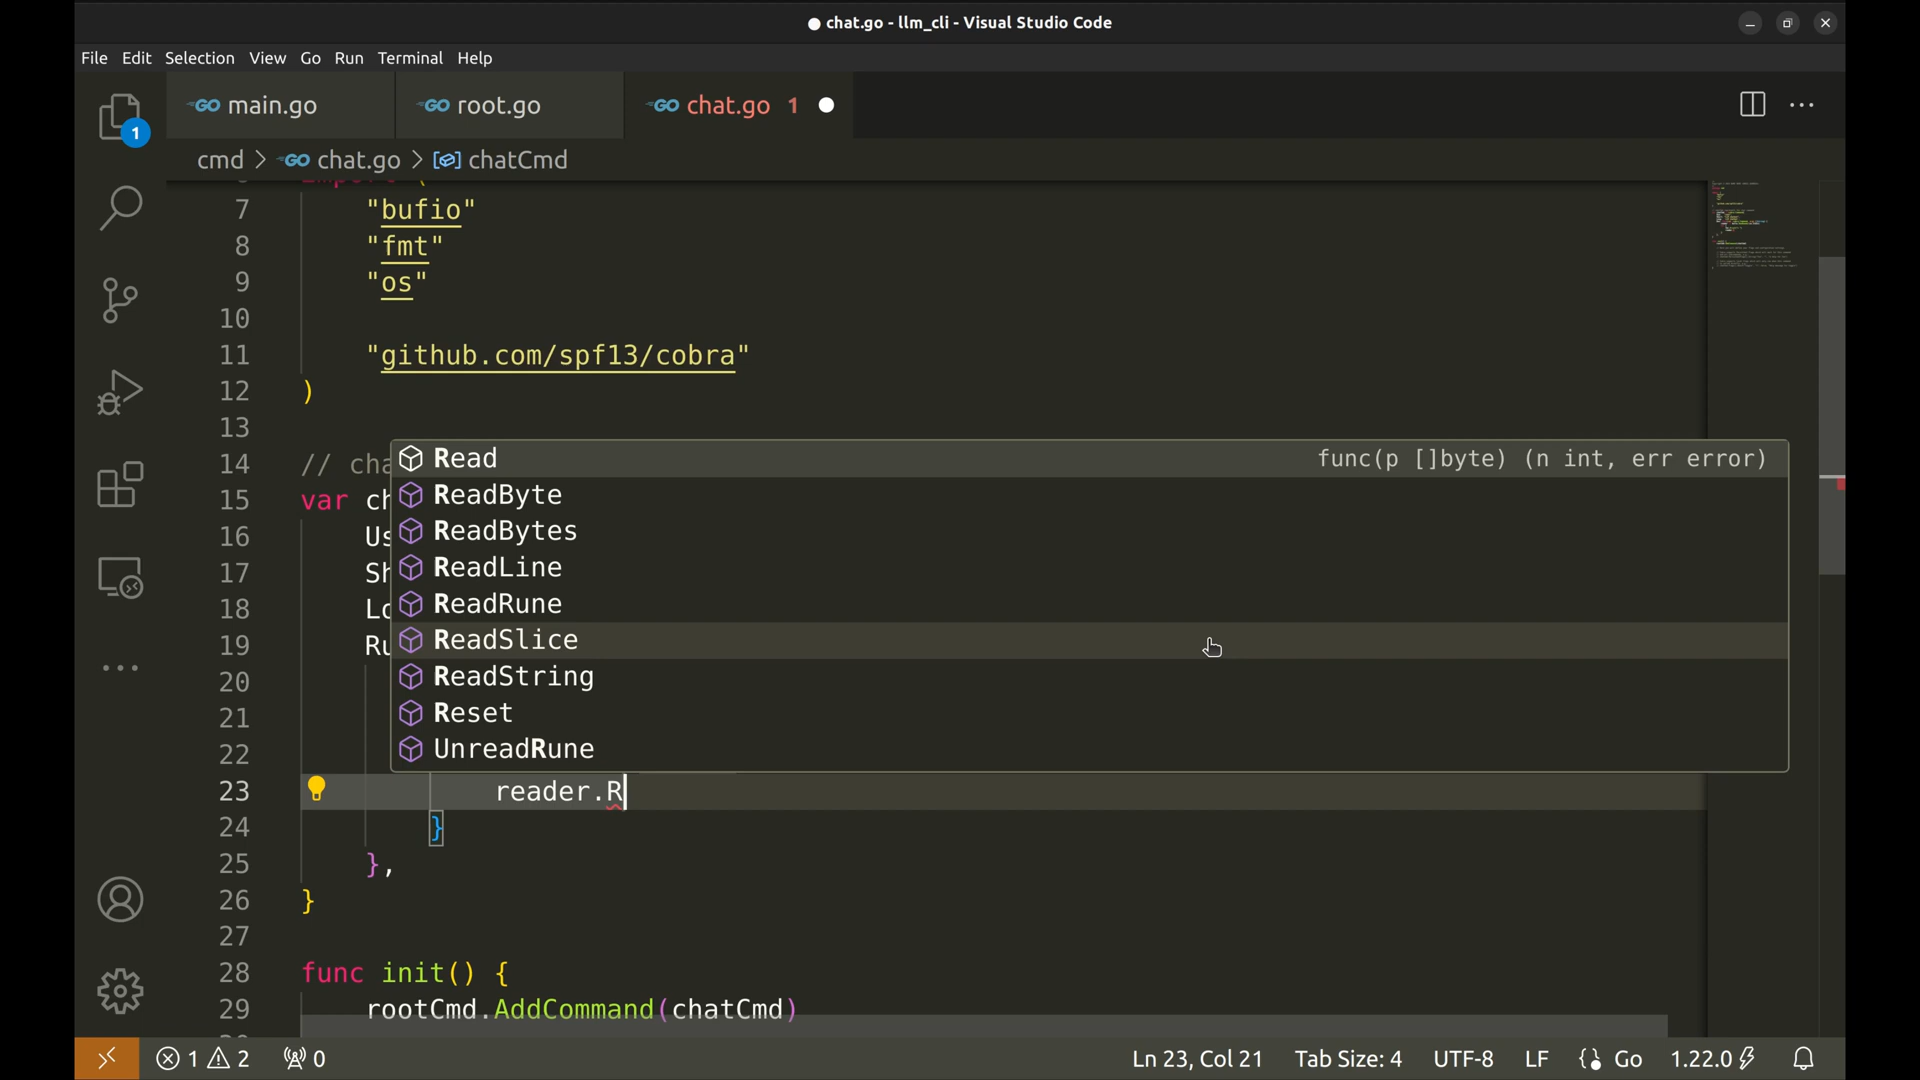 chat.go - llm_cli - Visual Studio Code
File Edit Selection View Go Run Terminal Help
GO main.go GO root.go GO chat.go 1
1
cmd > GO chat.go > chatCmd
7 "bufio"
8 "fmt"
9 "os"
10
11 "github.com/spf13/cobra"
12 )
13
14 // cha
15 var ch
16 Us
17 Sh
18 Lo
19 Ru
20
21
22
Read func(p []byte) (n int, err error)
ReadByte
ReadBytes
ReadLine
ReadRune
ReadSlice
ReadString
Reset
UnreadRune
23 reader.R
24 }
25 },
26 }
27
28 func init() {
29 rootCmd.AddCommand(chatCmd)
1 2 0 Ln 23, Col 21 Tab Size: 4 UTF-8 LF Go 1.22.0